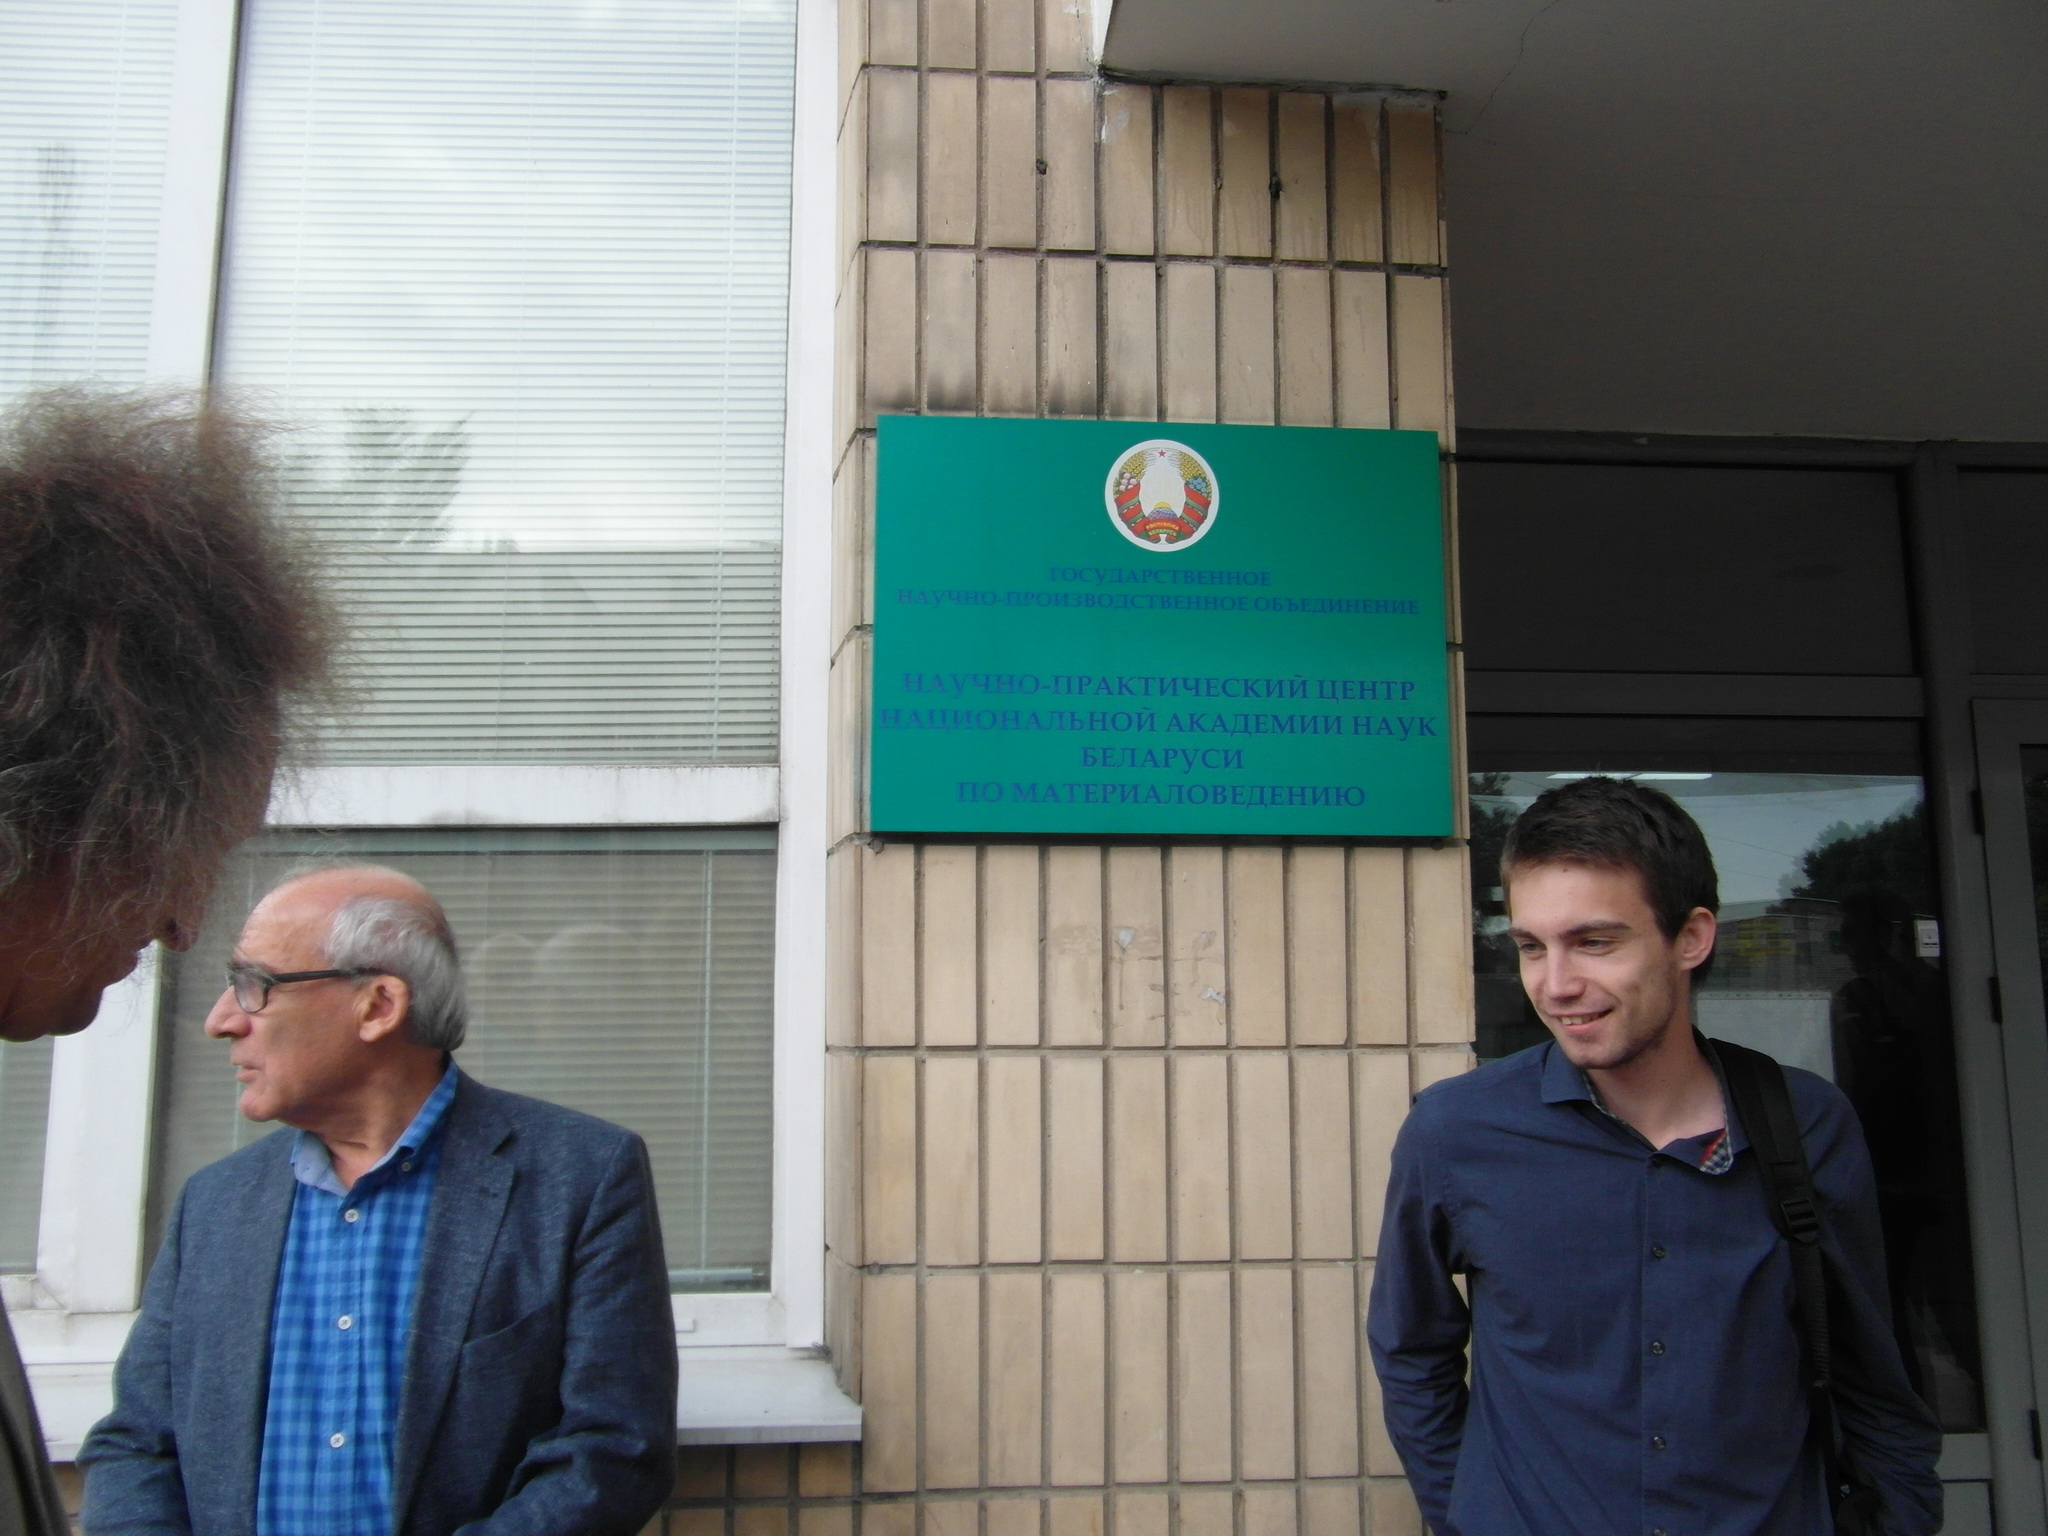 ГОСУДАРСТВЕННОЕ
НАУЧНО-ПРОИЗВОДСТВЕННОЕ ОБЪЕДИНЕНИЕ
НАУЧНО-ПРАКТИЧЕСКИЙ ЦЕНТР
НАЦИОНАЛЬНОЙ АКАДЕМИИ НАУК
БЕЛАРУСИ
ПО МАТЕРИАЛОВЕДЕНИЮ